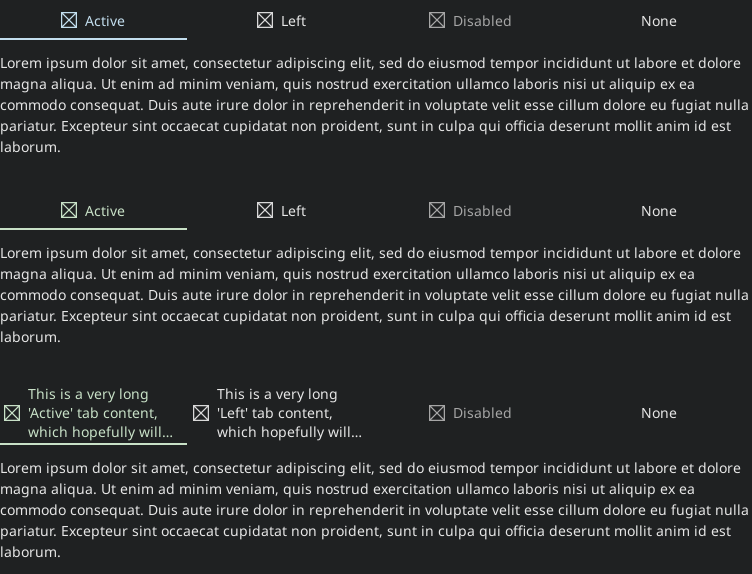 Active Left Disabled None
Lorem ipsum dolor sit amet, consectetur adipiscing elit, sed do eiusmod tempor incididunt ut labore et dolore
magna aliqua. Ut enim ad minim veniam, quis nostrud exercitation ullamco laboris nisi ut aliquip ex ea
commodo consequat. Duis aute irure dolor in reprehenderit in voluptate velit esse cillum dolore eu fugiat nulla
pariatur. Excepteur sint occaecat cupidatat non proident, sunt in culpa qui officia deserunt mollit anim id est
laborum.
Active Left Disabled None
Lorem ipsum dolor sit amet, consectetur adipiscing elit, sed do eiusmod tempor incididunt ut labore et dolore
magna aliqua. Ut enim ad minim veniam, quis nostrud exercitation ullamco laboris nisi ut aliquip ex ea
commodo consequat. Duis aute irure dolor in reprehenderit in voluptate velit esse cillum dolore eu fugiat nulla
pariatur. Excepteur sint occaecat cupidatat non proident, sunt in culpa qui officia deserunt mollit anim id est
laborum.
This is a very long
'Active' tab content,
which hopefully will...
This is a very long
'Left' tab content,
which hopefully will...
Disabled
None
Lorem ipsum dolor sit amet, consectetur adipiscing elit, sed do eiusmod tempor incididunt ut labore et dolore
magna aliqua. Ut enim ad minim veniam, quis nostrud exercitation ullamco laboris nisi ut aliquip ex ea
commodo consequat. Duis aute irure dolor in reprehenderit in voluptate velit esse cillum dolore eu fugiat nulla
pariatur. Excepteur sint occaecat cupidatat non proident, sunt in culpa qui officia deserunt mollit anim id est
laborum.